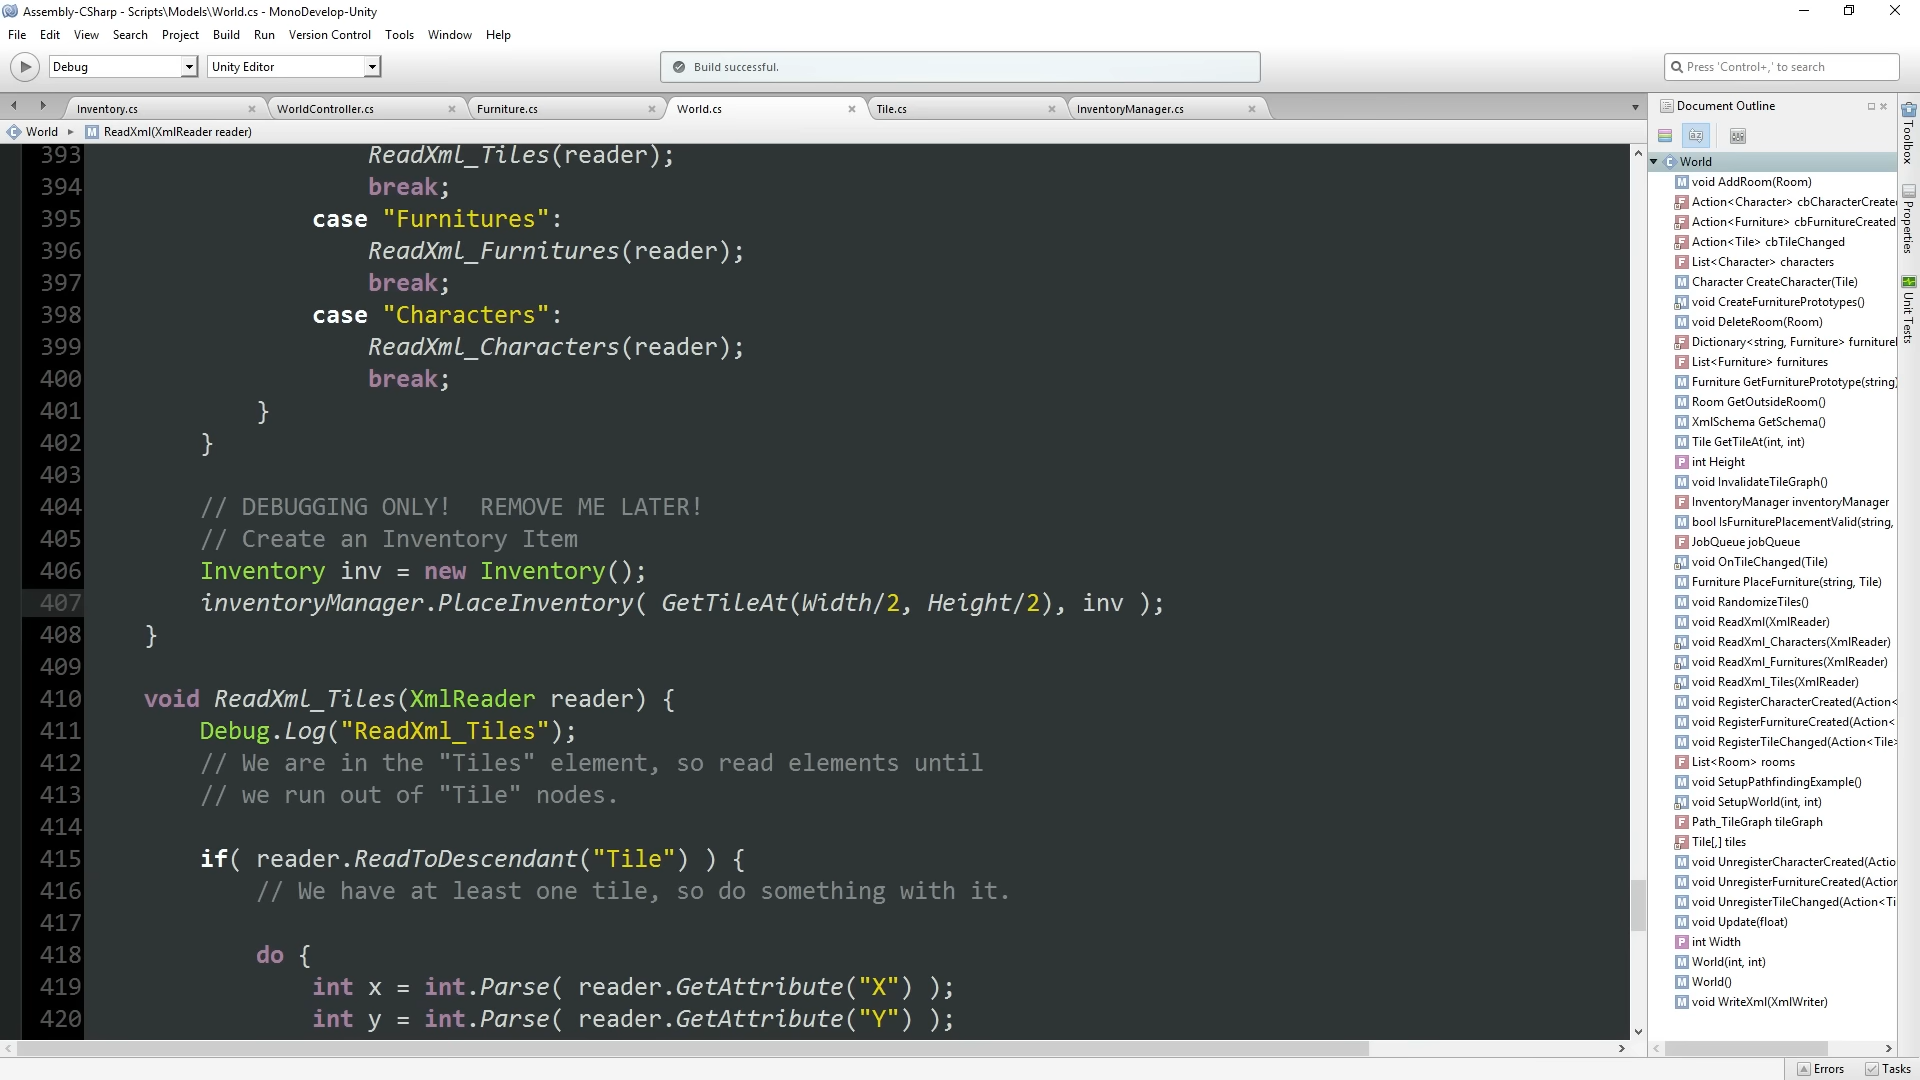 Assembly-CSharp - Scripts\Models\World.cs - MonoDevelop-Unity
File Edit View Search Project Build Run Version Control Tools Window Help
Debug Unity Editor Build successful. Press 'Control+,' to search
Inventory.cs WorldController.cs Furniture.cs World.cs Tile.cs InventoryManager.cs
World ReadXml(XmlReader reader)
393 ReadXml_Tiles(reader);
394 break;
395 case "Furnitures":
396 ReadXml_Furnitures(reader);
397 break;
398 case "Characters":
399 ReadXml_Characters(reader);
400 break;
401 }
402 }
403
404 // DEBUGGING ONLY!  REMOVE ME LATER!
405 // Create an Inventory Item
406 Inventory inv = new Inventory();
407 inventoryManager.PlaceInventory( GetTileAt(Width/2, Height/2), inv );
408 }
409
410 void ReadXml_Tiles(XmlReader reader) {
411 Debug.Log("ReadXml_Tiles");
412 // We are in the "Tiles" element, so read elements until
413 // we run out of "Tile" nodes.
414
415 if( reader.ReadToDescendant("Tile") ) {
416 // We have at least one tile, so do something with it.
417
418 do {
419 int x = int.Parse( reader.GetAttribute("X") );
420 int y = int.Parse( reader.GetAttribute("Y") );
Document Outline
World
void AddRoom(Room)
Action<Character> cbCharacterCreate
Action<Furniture> cbFurnitureCreated
Action<Tile> cbTileChanged
List<Character> characters
Character CreateCharacter(Tile)
void CreateFurniturePrototypes()
void DeleteRoom(Room)
Dictionary<string, Furniture> furniture
List<Furniture> furnitures
Furniture GetFurniturePrototype(string)
Room GetOutsideRoom()
XmlSchema GetSchema()
Tile GetTileAt(int, int)
int Height
void InvalidateTileGraph()
InventoryManager inventoryManager
bool IsFurniturePlacementValid(string,
JobQueue jobQueue
void OnTileChanged(Tile)
Furniture PlaceFurniture(string, Tile)
void RandomizeTiles()
void ReadXml(XmlReader)
void ReadXml_Characters(XmlReader)
void ReadXml_Furnitures(XmlReader)
void ReadXml_Tiles(XmlReader)
void RegisterCharacterCreated(Action<
void RegisterFurnitureCreated(Action<
void RegisterTileChanged(Action<Tile>
List<Room> rooms
void SetupPathfindingExample()
void SetupWorld(int, int)
Path_TileGraph tileGraph
Tile[,] tiles
void UnregisterCharacterCreated(Actio
void UnregisterFurnitureCreated(Action
void UnregisterTileChanged(Action<Ti
void Update(float)
int Width
World(int, int)
World()
void WriteXml(XmlWriter)
Toolbox
Properties
Unit Tests
Errors Tasks